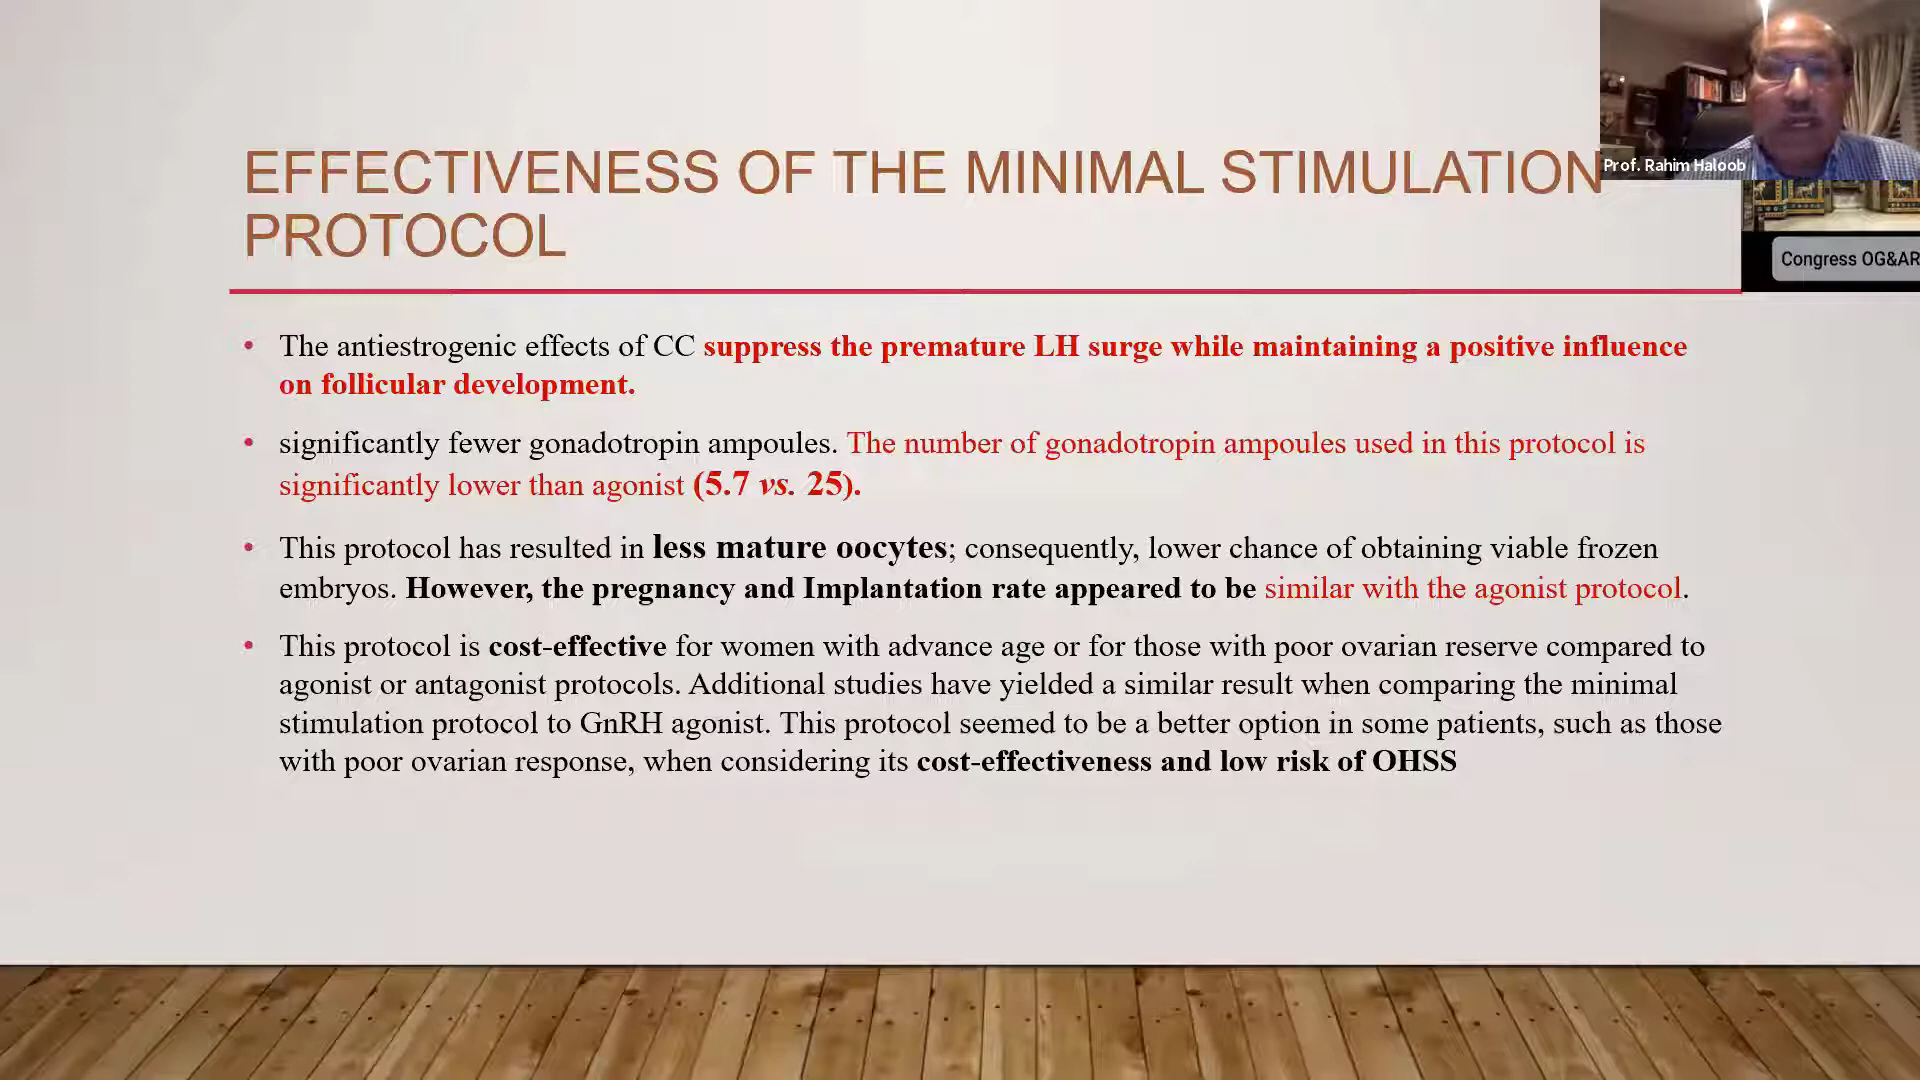 EFFECTIVENESS OF THE MINIMAL STIMULATION
PROTOCOL
Prof. Rahim Haloob
Congress OG&AR
• The antiestrogenic effects of CC suppress the premature LH surge while maintaining a positive influence
on follicular development.
• significantly fewer gonadotropin ampoules. The number of gonadotropin ampoules used in this protocol is
significantly lower than agonist (5.7 vs. 25).
• This protocol has resulted in less mature oocytes; consequently, lower chance of obtaining viable frozen
embryos. However, the pregnancy and Implantation rate appeared to be similar with the agonist protocol.
• This protocol is cost-effective for women with advance age or for those with poor ovarian reserve compared to
agonist or antagonist protocols. Additional studies have yielded a similar result when comparing the minimal
stimulation protocol to GnRH agonist. This protocol seemed to be a better option in some patients, such as those
with poor ovarian response, when considering its cost-effectiveness and low risk of OHSS